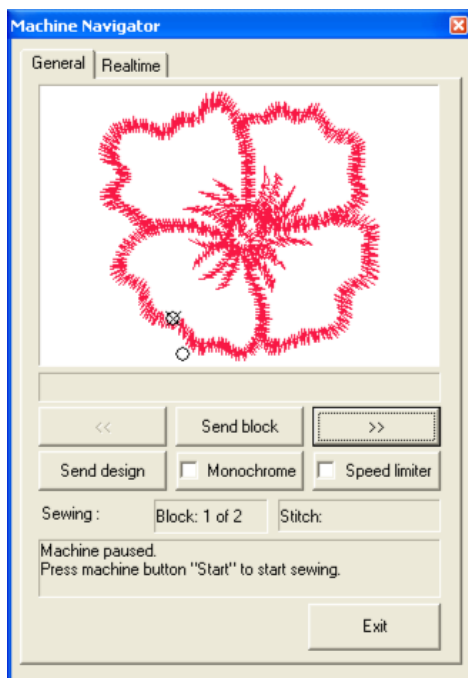 Machine Navigator
General Realtime
<< Send block >>
Send design Monochrome Speed limiter
Sewing : Block: 1 of 2 Stitch:
Machine paused.
Press machine button "Start" to start sewing.
Exit